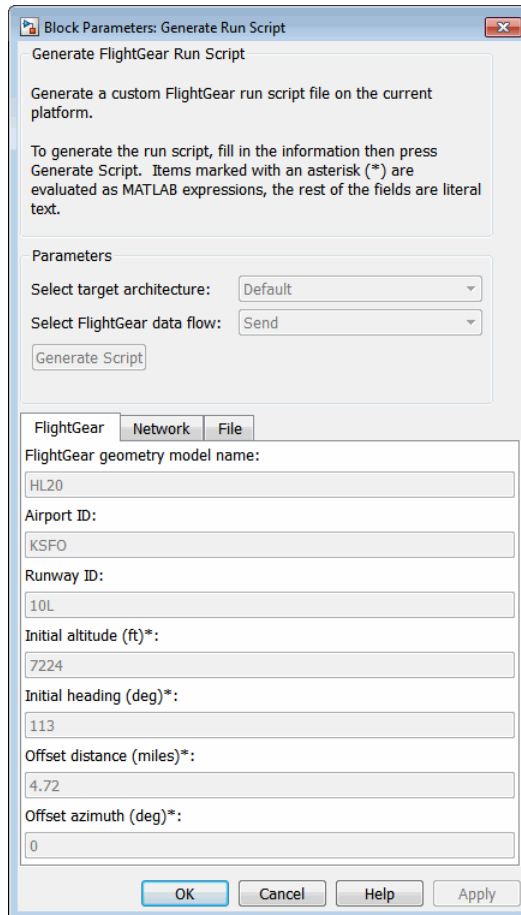 Block Parameters: Generate Run Script
Generate FlightGear Run Script
Generate a custom FlightGear run script file on the current
platform.
To generate the run script, fill in the information then press
Generate Script.  Items marked with an asterisk (*) are
evaluated as MATLAB expressions, the rest of the fields are literal
text.
Parameters
Select target architecture: Default
Select FlightGear data flow: Send
Generate Script
FlightGear Network File
FlightGear geometry model name:
HL20
Airport ID:
KSFO
Runway ID:
10L
Initial altitude (ft)*:
7224
Initial heading (deg)*:
113
Offset distance (miles)*:
4.72
Offset azimuth (deg)*:
0
OK Cancel Help Apply